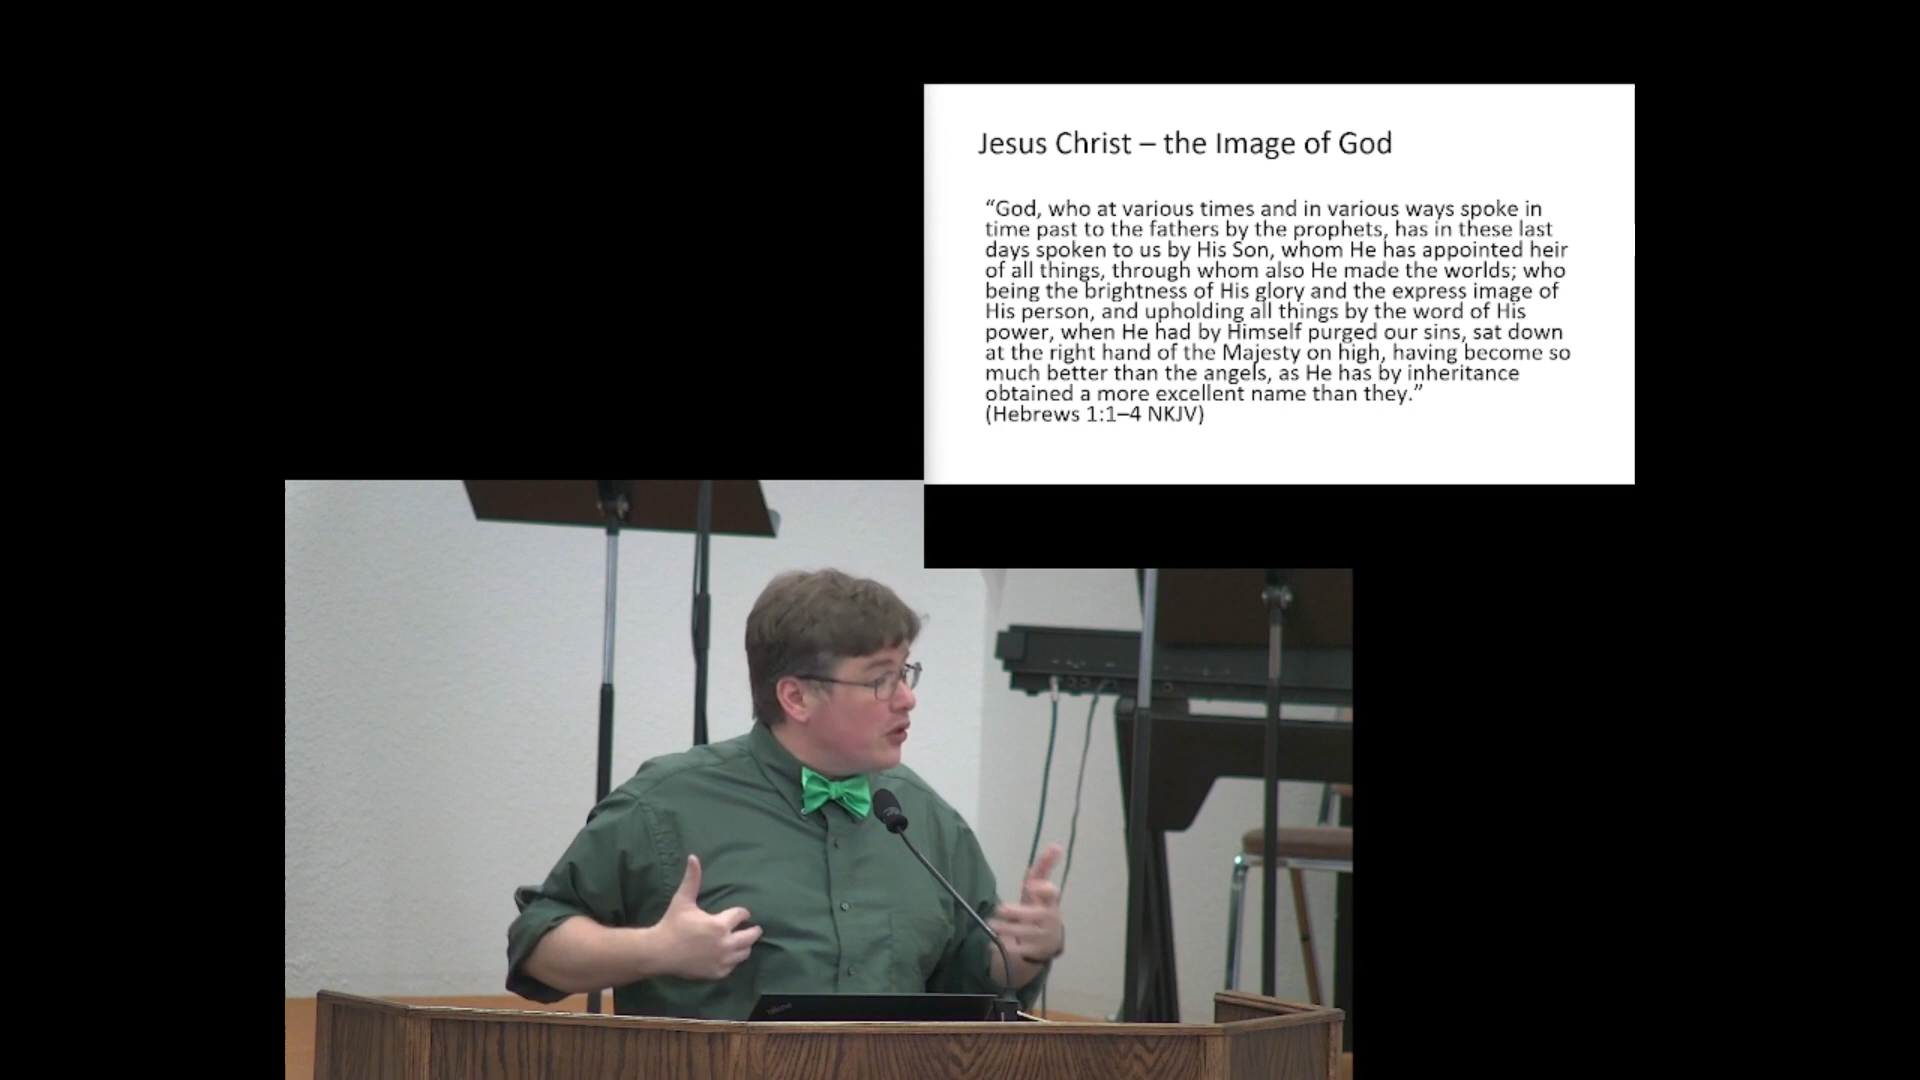 Jesus Christ – the Image of God
“God, who at various times and in various ways spoke in
time past to the fathers by the prophets, has in these last
days spoken to us by His Son, whom He has appointed heir
of all things, through whom also He made the worlds; who
being the brightness of His glory and the express image of
His person, and upholding all things by the word of His
power, when He had by Himself purged our sins, sat down
at the right hand of the Majesty on high, having become so
much better than the angels, as He has by inheritance
obtained a more excellent name than they.”
(Hebrews 1:1–4 NKJV)